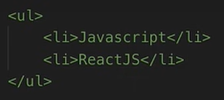 <ul>
    <li>Javascript</li>
    <li>ReactJS</li>
</ul>